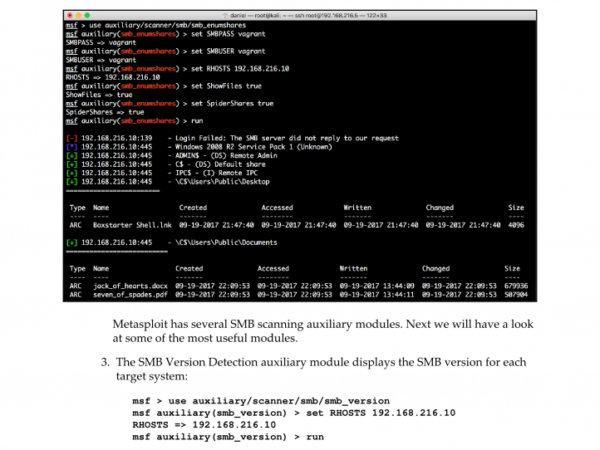 daniel — root@kali: ~ — ssh root@192.168.216.5 — 122×33
msf > use auxiliary/scanner/smb/smb_enumshares
msf auxiliary(smb_enumshares) > set SMBPASS vagrant
SMBPASS => vagrant
msf auxiliary(smb_enumshares) > set SMBUSER vagrant
SMBUSER => vagrant
msf auxiliary(smb_enumshares) > set RHOSTS 192.168.216.10
RHOSTS => 192.168.216.10
msf auxiliary(smb_enumshares) > set ShowFiles true
ShowFiles => true
msf auxiliary(smb_enumshares) > set SpiderShares true
SpiderShares => true
msf auxiliary(smb_enumshares) > run
[-] 192.168.216.10:139 - Login Failed: The SMB server did not reply to our request
[*] 192.168.216.10:445 - Windows 2008 R2 Service Pack 1 (Unknown)
[+] 192.168.216.10:445 - ADMIN$ - (DS) Remote Admin
[+] 192.168.216.10:445 - C$ - (DS) Default share
[+] 192.168.216.10:445 - IPC$ - (I) Remote IPC
[+] 192.168.216.10:445 - \C$\Users\Public\Desktop
========================
Type Name Created Accessed Written Changed Size
---- ---- ------- -------- ------- ------- ----
ARC Boxstarter Shell.lnk 09-19-2017 21:47:40 09-19-2017 21:47:40 09-19-2017 21:47:40 09-19-2017 21:47:40 4096
[+] 192.168.216.10:445 - \C$\Users\Public\Documents
==========================
Type Name Created Accessed Written Changed Size
---- ---- ------- -------- ------- ------- ----
ARC jack_of_hearts.docx 09-19-2017 22:09:53 09-19-2017 22:09:53 09-19-2017 13:44:09 09-19-2017 22:09:53 679936
ARC seven_of_spades.pdf 09-19-2017 22:09:53 09-19-2017 22:09:53 09-19-2017 13:44:11 09-19-2017 22:09:53 507904
Metasploit has several SMB scanning auxiliary modules. Next we will have a look
at some of the most useful modules.
3. The SMB Version Detection auxiliary module displays the SMB version for each
target system:
msf > use auxiliary/scanner/smb/smb_version
msf auxiliary(smb_version) > set RHOSTS 192.168.216.10
RHOSTS => 192.168.216.10
msf auxiliary(smb_version) > run